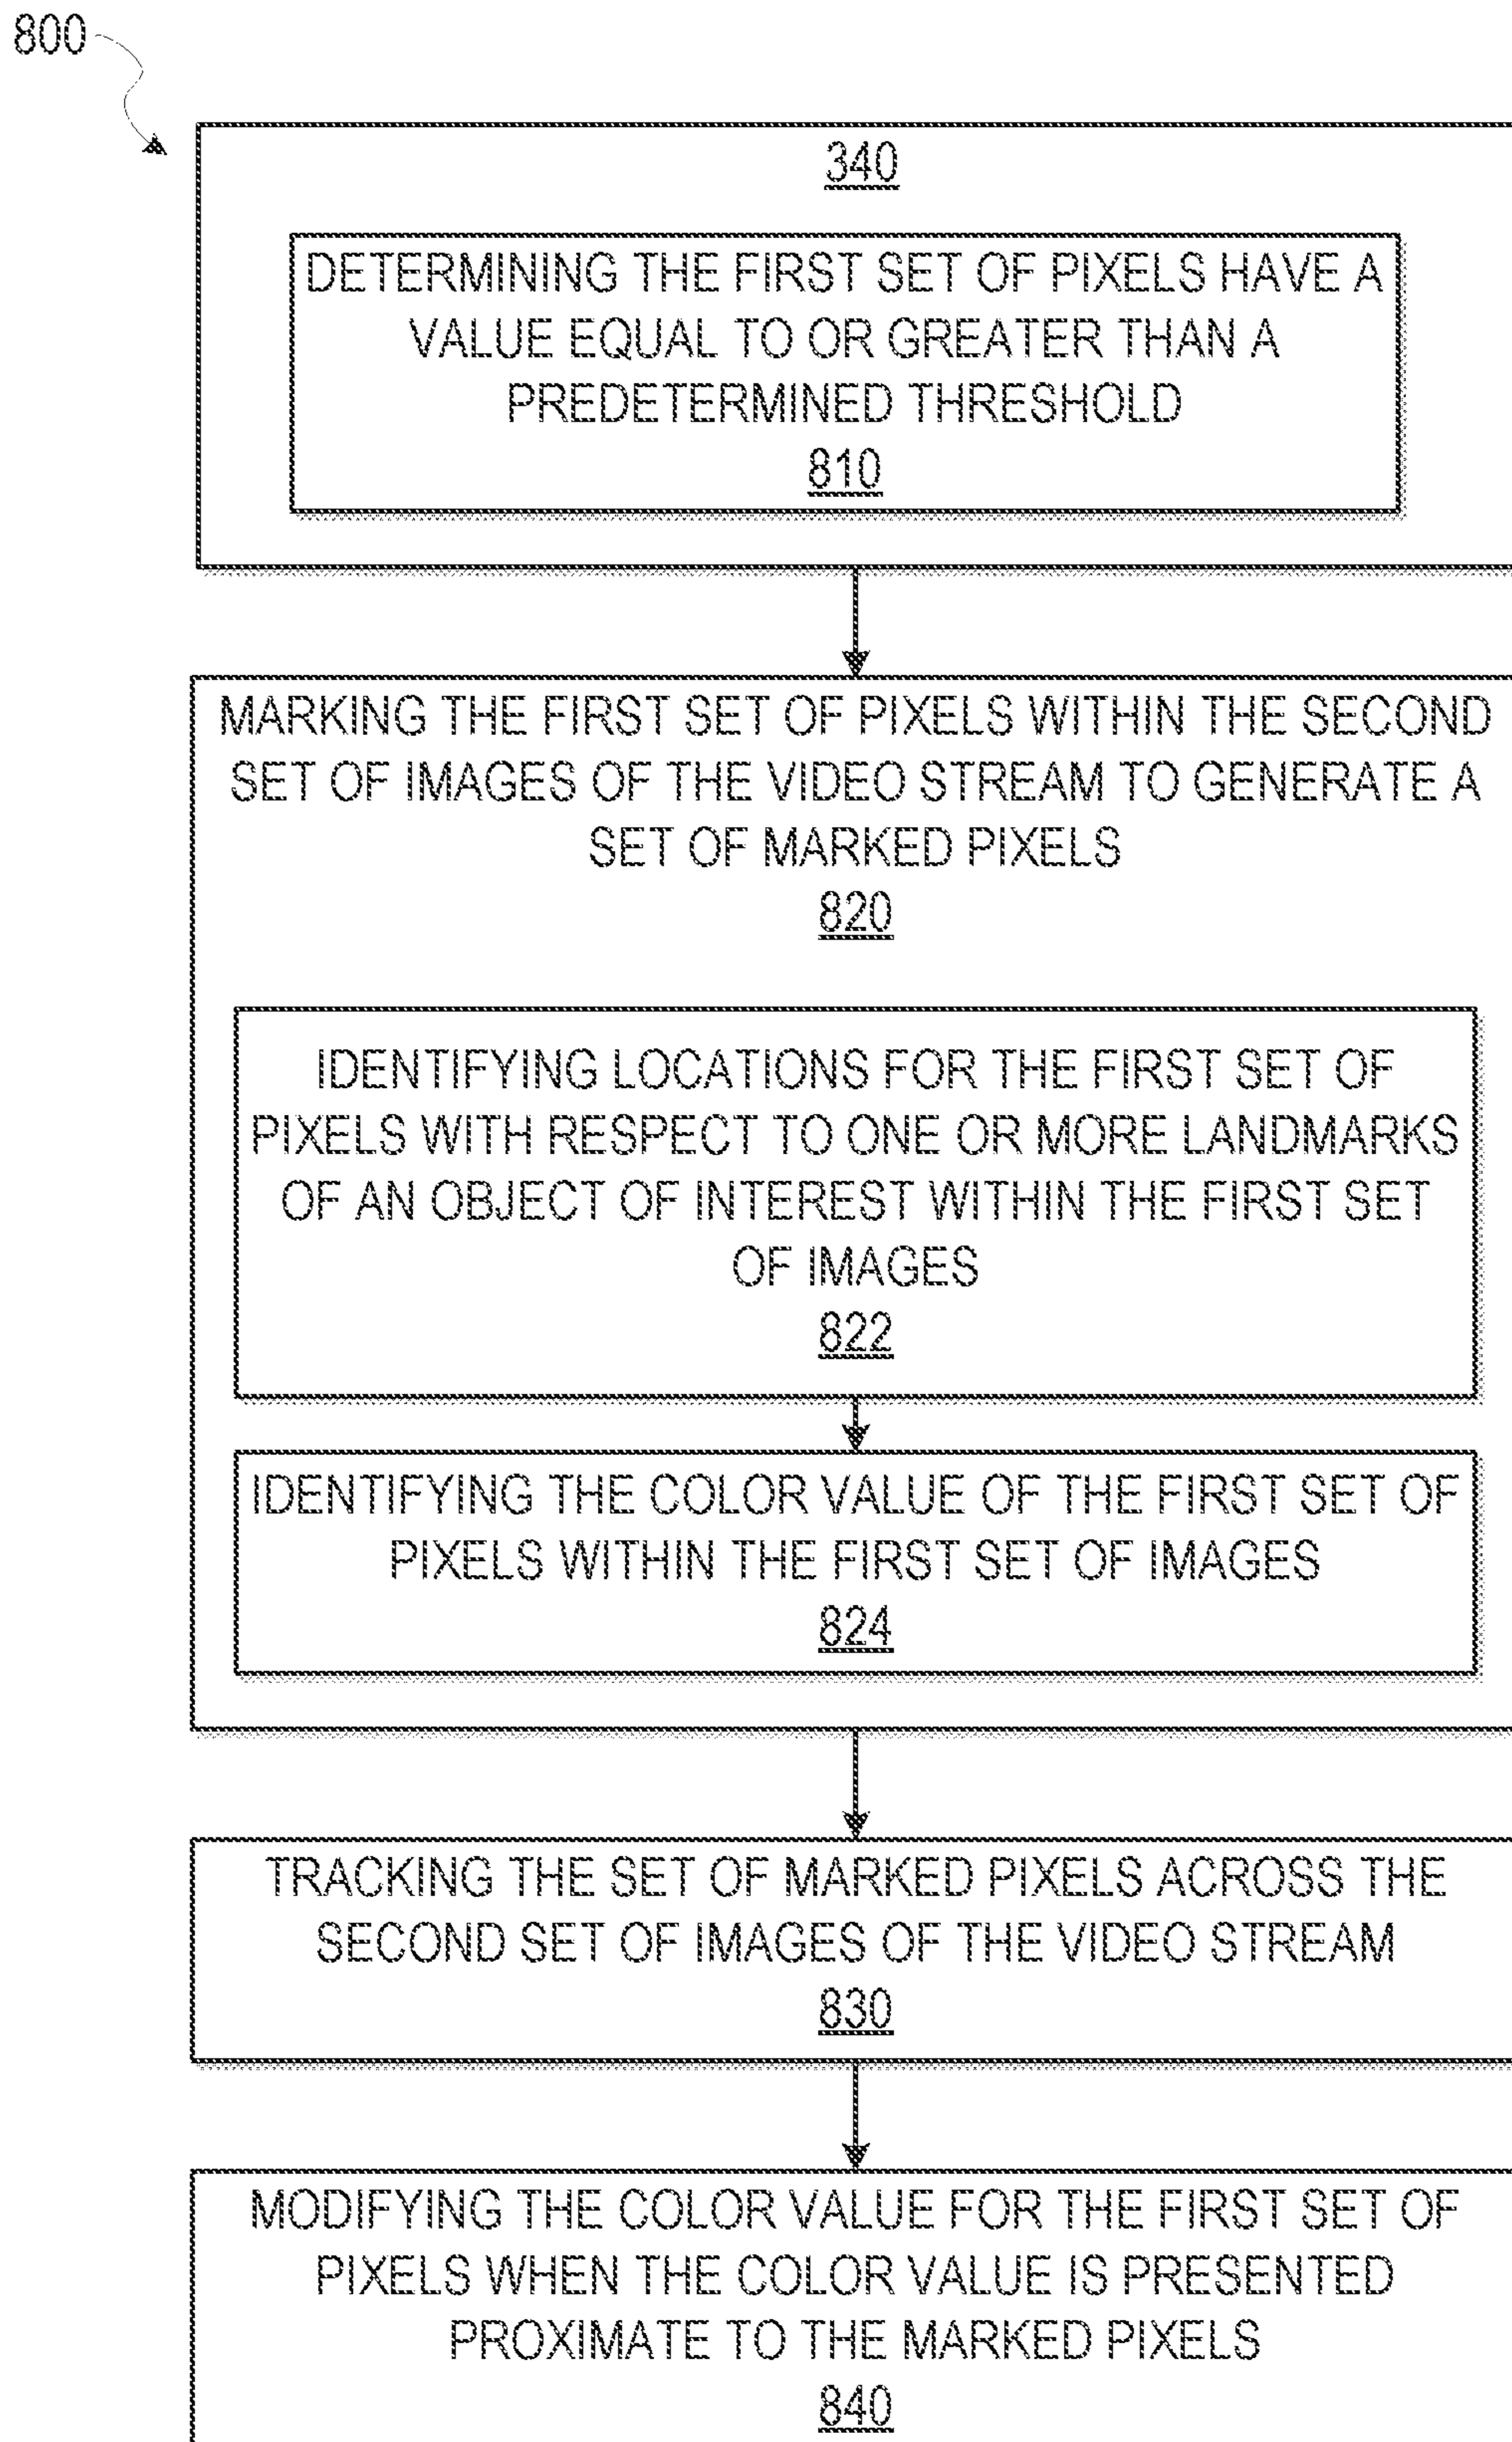 800
340
DETERMINING THE FIRST SET OF PIXELS HAVE A
VALUE EQUAL TO OR GREATER THAN A
PREDETERMINED THRESHOLD
810
MARKING THE FIRST SET OF PIXELS WITHIN THE SECOND
SET OF IMAGES OF THE VIDEO STREAM TO GENERATE A
SET OF MARKED PIXELS
820
IDENTIFYING LOCATIONS FOR THE FIRST SET OF
PIXELS WITH RESPECT TO ONE OR MORE LANDMARKS
OF AN OBJECT OF INTEREST WITHIN THE FIRST SET
OF IMAGES
822
IDENTIFYING THE COLOR VALUE OF THE FIRST SET OF
PIXELS WITHIN THE FIRST SET OF IMAGES
824
TRACKING THE SET OF MARKED PIXELS ACROSS THE
SECOND SET OF IMAGES OF THE VIDEO STREAM
830
MODIFYING THE COLOR VALUE FOR THE FIRST SET OF
PIXELS WHEN THE COLOR VALUE IS PRESENTED
PROXIMATE TO THE MARKED PIXELS
840